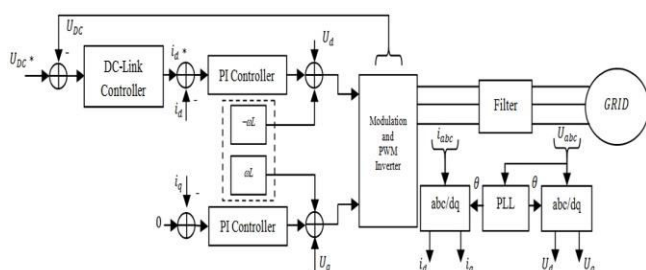 U_DC
U_DC*
-
DC-Link
Controller
i_d*
-
i_d
PI Controller
U_d
-ωL
ωL
i_q
-
0
PI Controller
U_q
Modulation
and
PWM
Inverter
Filter
GRID
i_abc
U_abc
abc/dq
θ
PLL
θ
abc/dq
i_d
i_q
U_d
U_q